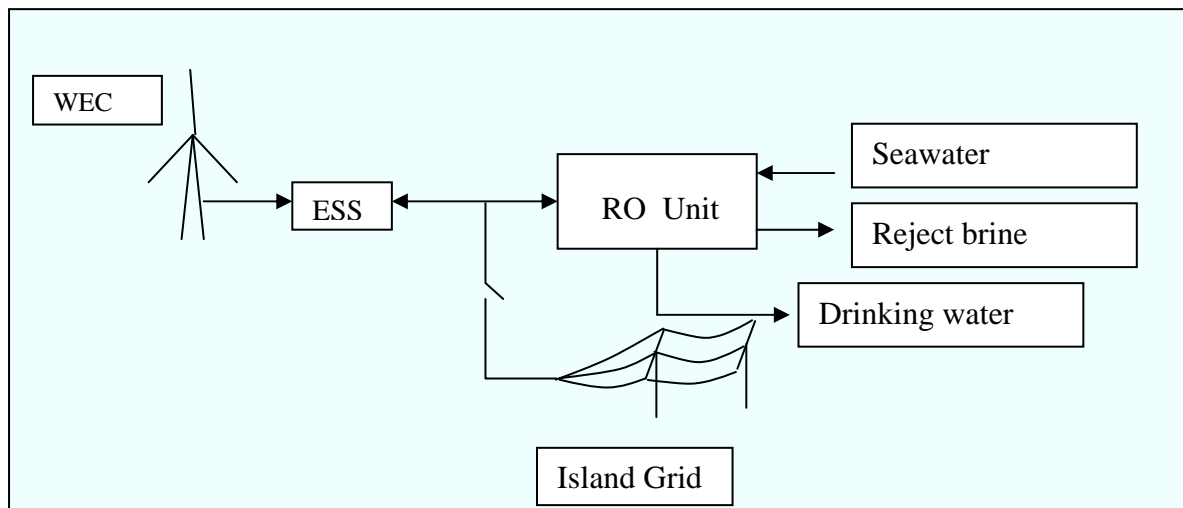 WEC
ESS
RO Unit
Seawater
Reject brine
Drinking water
Island Grid